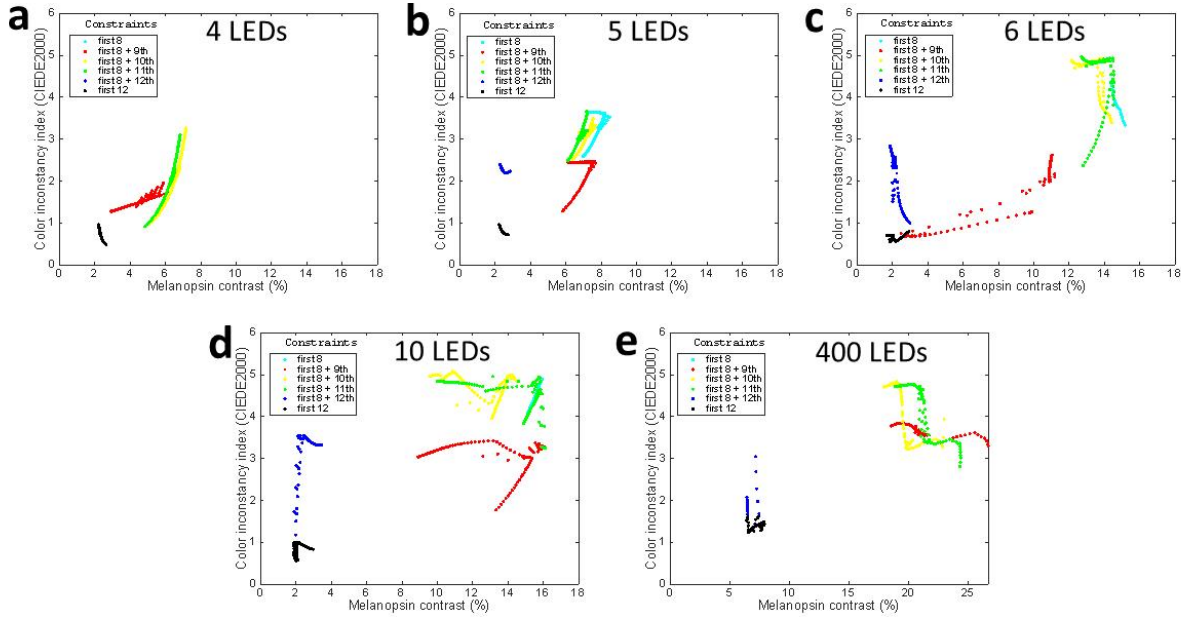 a
4 LEDs
Constraints
first 8
first 8 + 9th
first 8 + 10th
first 8 + 11th
first 8 + 12th
first 12
Color inconstancy index (CIEDE2000)
6
5
4
3
2
1
0
0 2 4 6 8 10 12 14 16 18
Melanopsin contrast (%)
b
5 LEDs
Constraints
first 8
first 8 + 9th
first 8 + 10th
first 8 + 11th
first 8 + 12th
first 12
Color inconstancy index (CIEDE2000)
6
5
4
3
2
1
0
0 2 4 6 8 10 12 14 16 18
Melanopsin contrast (%)
c
6 LEDs
Constraints
first 8
first 8 + 9th
first 8 + 10th
first 8 + 11th
first 8 + 12th
first 12
Color inconstancy index (CIEDE2000)
6
5
4
3
2
1
0
0 2 4 6 8 10 12 14 16 18
Melanopsin contrast (%)
d
10 LEDs
Constraints
first 8
first 8 + 9th
first 8 + 10th
first 8 + 11th
first 8 + 12th
first 12
Color inconstancy index (CIEDE2000)
6
5
4
3
2
1
0
0 2 4 6 8 10 12 14 16 18
Melanopsin contrast (%)
e
400 LEDs
Constraints
first 8
first 8 + 9th
first 8 + 10th
first 8 + 11th
first 8 + 12th
first 12
Color inconstancy index (CIEDE2000)
6
5
4
3
2
1
0
0 5 10 15 20 25
Melanopsin contrast (%)